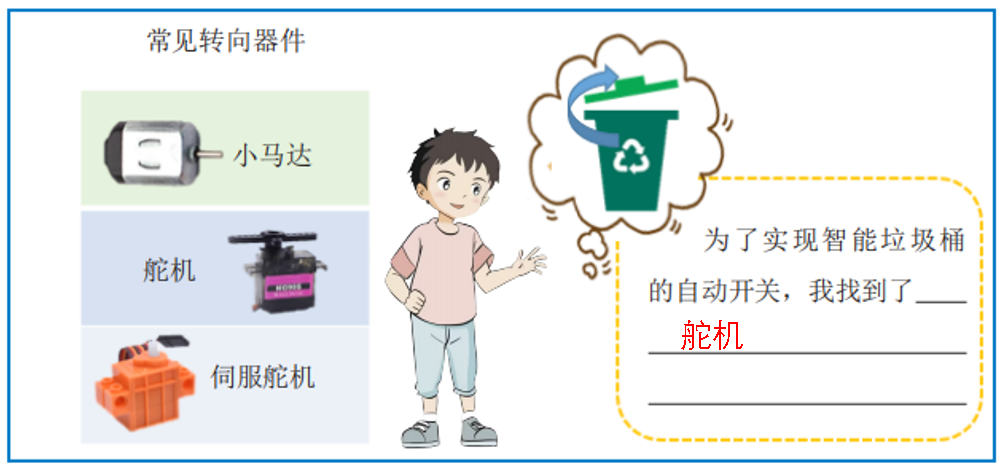 常见转向器件
小马达
舵机
伺服舵机
为了实现智能垃圾桶
的自动开关，我找到了
舵机